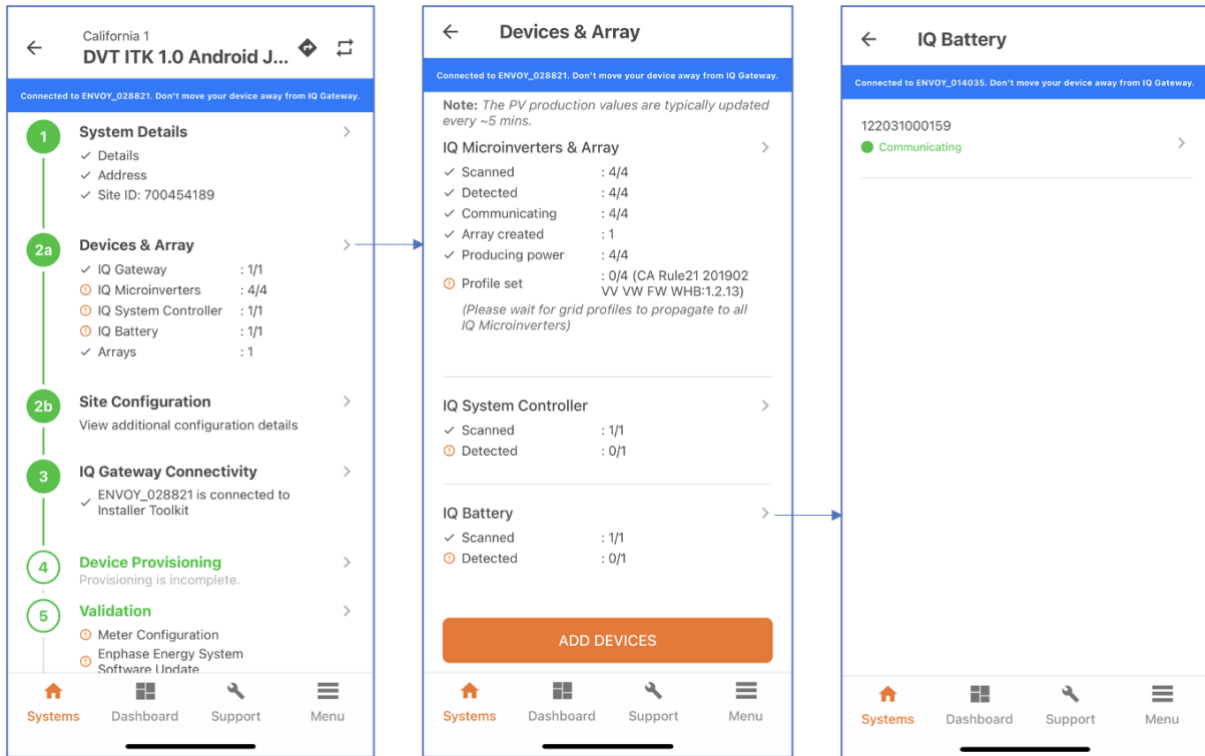 California 1
DVT ITK 1.0 Android J...
Connected to ENVOY_028821. Don't move your device away from IQ Gateway.
1
System Details
Details
Address
Site ID: 700454189
2a
Devices & Array
IQ Gateway : 1/1
IQ Microinverters : 4/4
IQ System Controller : 1/1
IQ Battery : 1/1
Arrays : 1
2b
Site Configuration
View additional configuration details
3
IQ Gateway Connectivity
ENVOY_028821 is connected to
Installer Toolkit
4
Device Provisioning
Provisioning is incomplete.
5
Validation
Meter Configuration
Enphase Energy System
Software Update
Systems Dashboard Support Menu
Devices & Array
Connected to ENVOY_028821. Don't move your device away from IQ Gateway.
Note: The PV production values are typically updated
every ~5 mins.
IQ Microinverters & Array
Scanned : 4/4
Detected : 4/4
Communicating : 4/4
Array created : 1
Producing power : 4/4
Profile set : 0/4 (CA Rule21 201902
VV VW FW WHB:1.2.13)
(Please wait for grid profiles to propagate to all
IQ Microinverters)
IQ System Controller
Scanned : 1/1
Detected : 0/1
IQ Battery
Scanned : 1/1
Detected : 0/1
ADD DEVICES
Systems Dashboard Support Menu
IQ Battery
Connected to ENVOY_014035. Don't move your device away from IQ Gateway.
122031000159
Communicating
Systems Dashboard Support Menu